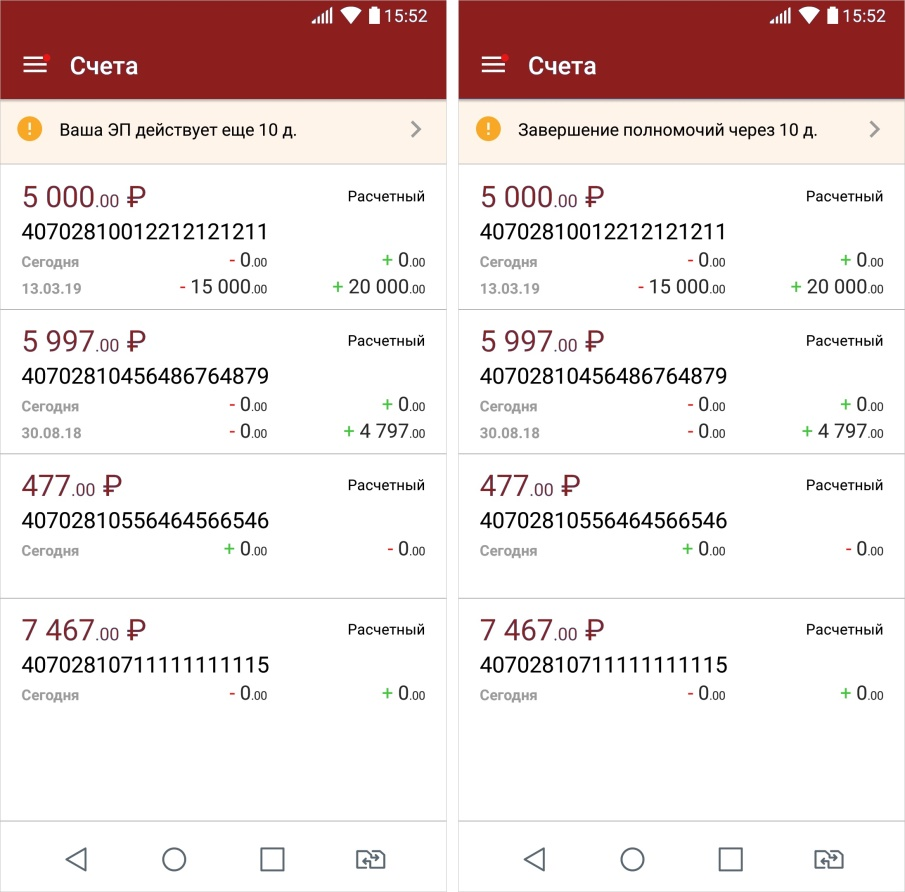 15:52
Счета
Ваша ЭП действует еще 10 д.
5 000.00 ₽ Расчетный
40702810012212121211
Сегодня - 0.00 + 0.00
13.03.19 - 15 000.00 + 20 000.00
5 997.00 ₽ Расчетный
40702810456486764879
Сегодня - 0.00 + 0.00
30.08.18 - 0.00 + 4 797.00
477.00 ₽ Расчетный
40702810556464566546
Сегодня + 0.00 - 0.00
7 467.00 ₽ Расчетный
40702810711111111115
Сегодня - 0.00 + 0.00
15:52
Счета
Завершение полномочий через 10 д.
5 000.00 ₽ Расчетный
40702810012212121211
Сегодня - 0.00 + 0.00
13.03.19 - 15 000.00 + 20 000.00
5 997.00 ₽ Расчетный
40702810456486764879
Сегодня - 0.00 + 0.00
30.08.18 - 0.00 + 4 797.00
477.00 ₽ Расчетный
40702810556464566546
Сегодня + 0.00 - 0.00
7 467.00 ₽ Расчетный
40702810711111111115
Сегодня - 0.00 + 0.00